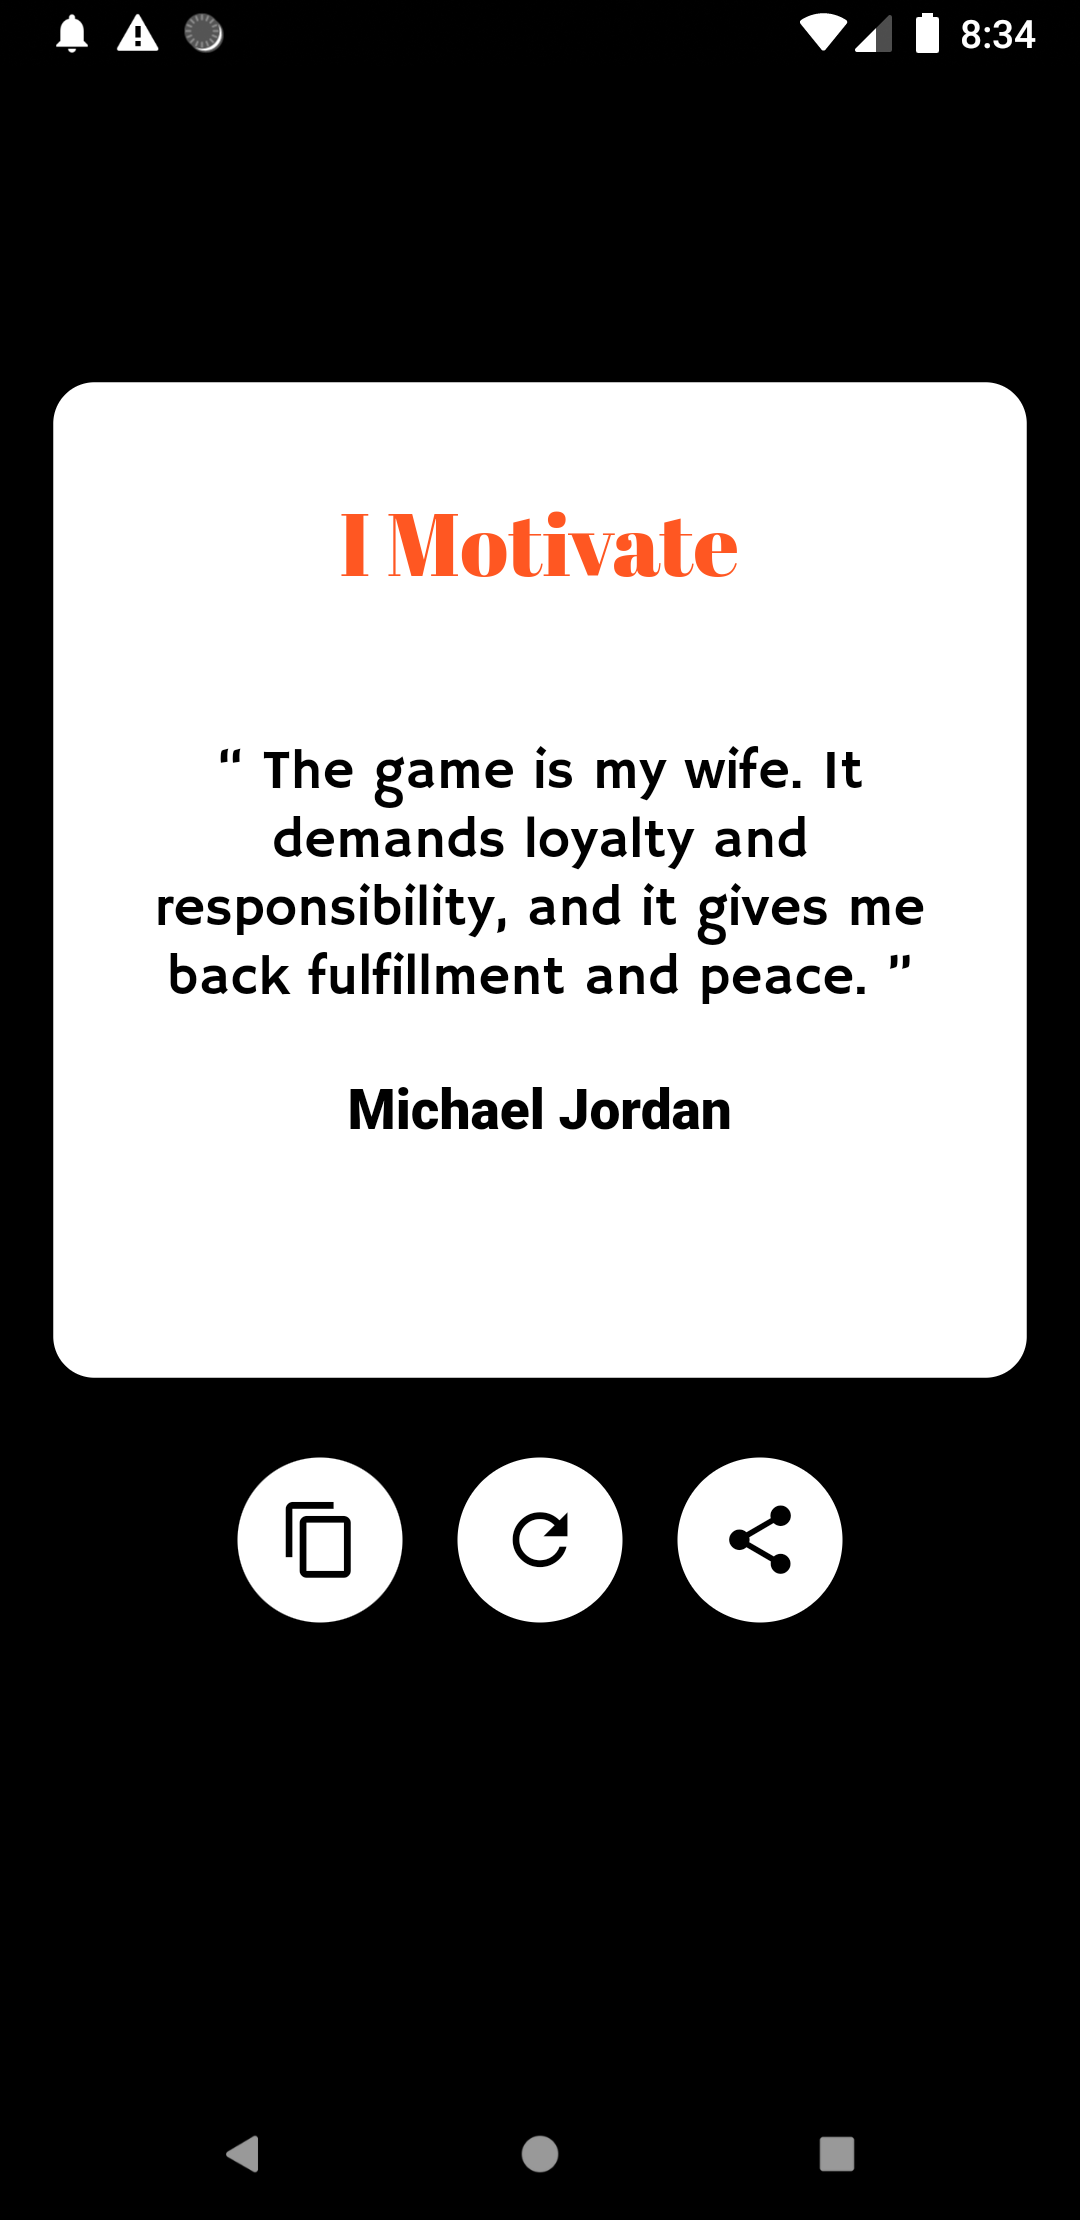 8:34
I Motivate
“ The game is my wife. It
demands loyalty and
responsibility, and it gives me
back fulfillment and peace. ”
Michael Jordan